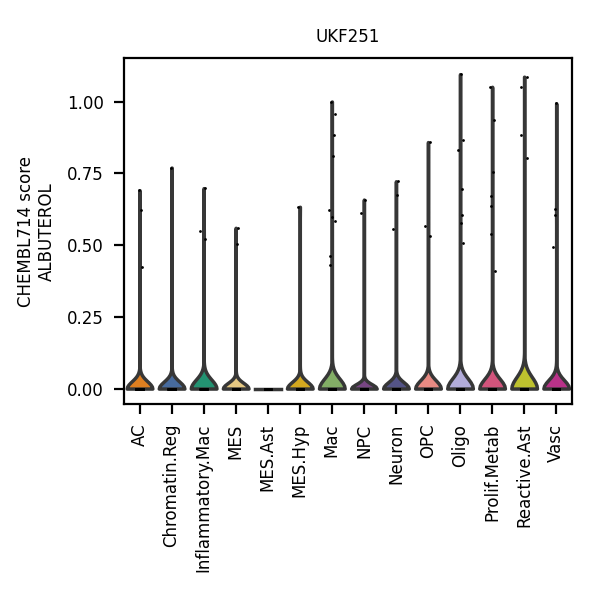 UKF251
CHEMBL714 score
ALBUTEROL
1.00
0.75
0.50
0.25
0.00
AC
Chromatin.Reg
Inflammatory.Mac
MES
MES.Ast
MES.Hyp
Mac
NPC
Neuron
OPC
Oligo
Prolif.Metab
Reactive.Ast
Vasc